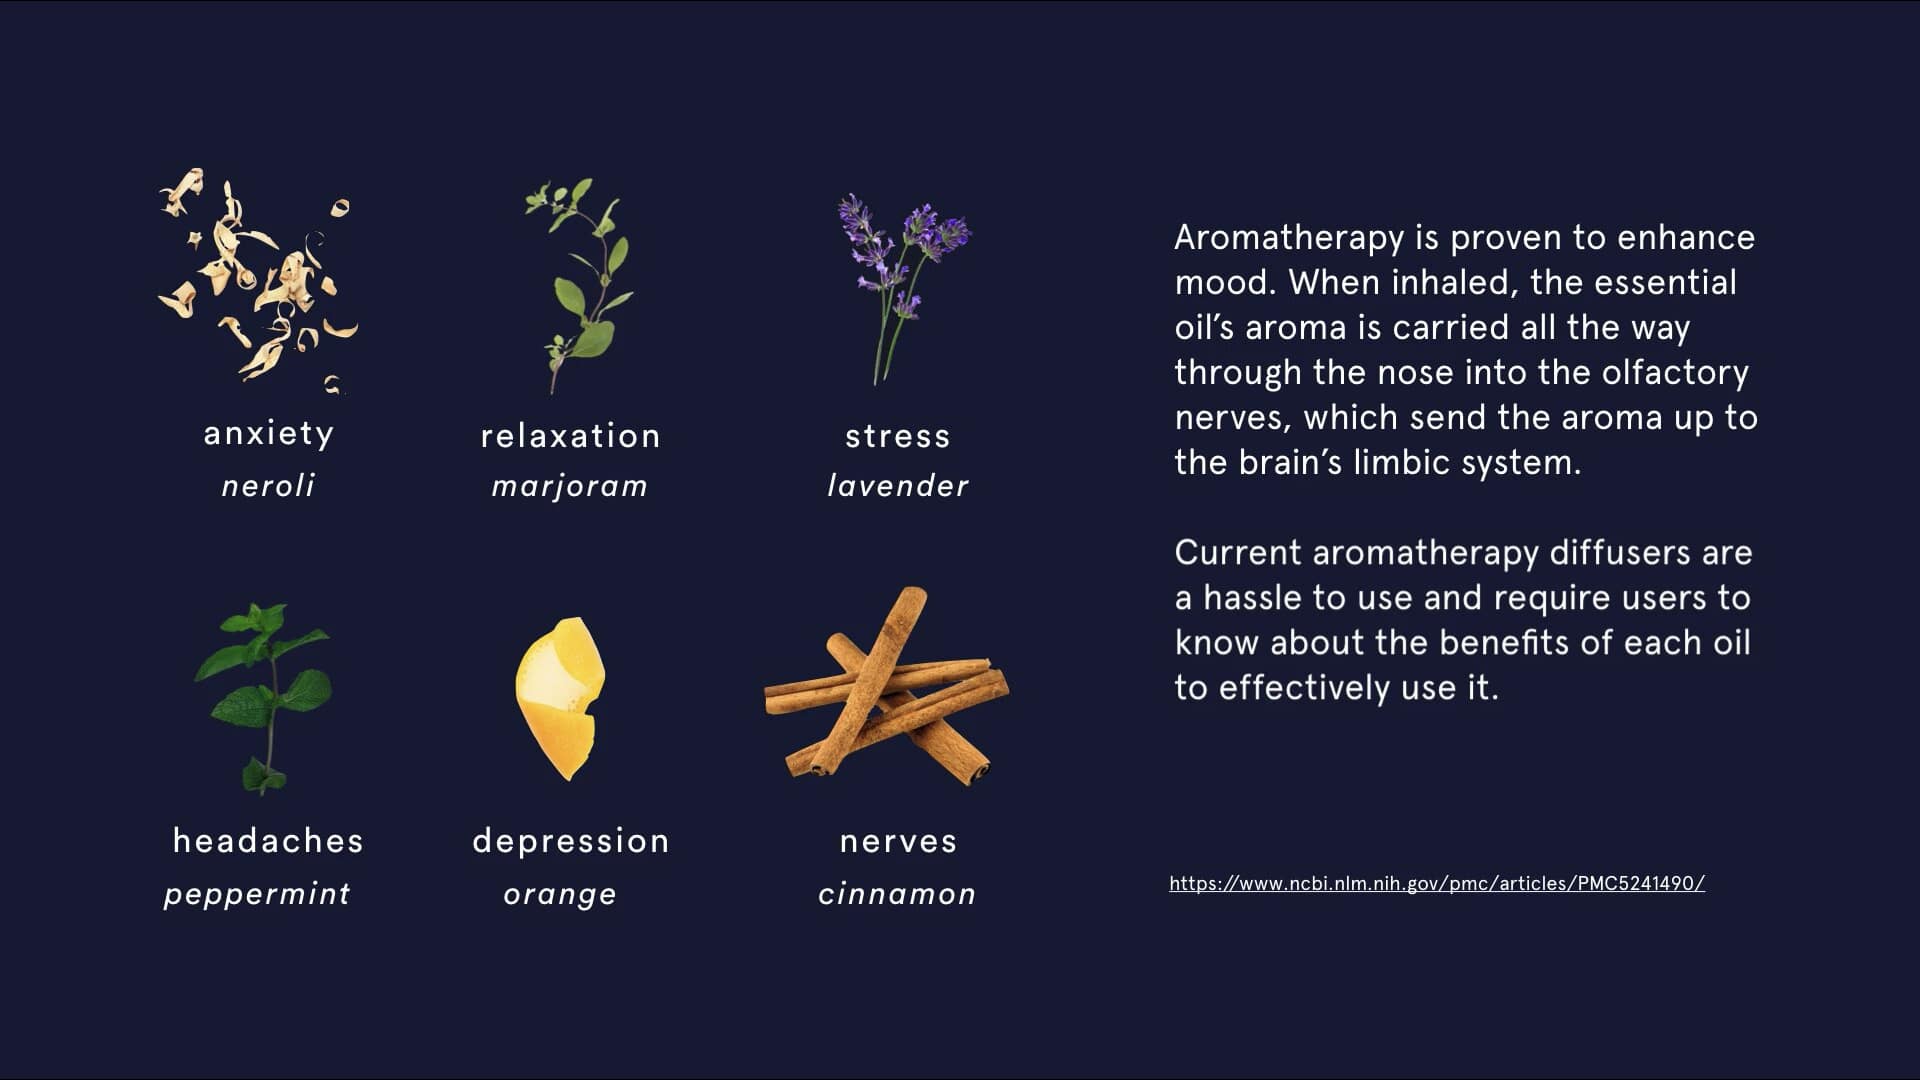 anxiety
neroli
relaxation
marjoram
stress
lavender
headaches
peppermint
depression
orange
nerves
cinnamon
Aromatherapy is proven to enhance
mood. When inhaled, the essential
oil’s aroma is carried all the way
through the nose into the olfactory
nerves, which send the aroma up to
the brain’s limbic system.
Current aromatherapy diffusers are
a hassle to use and require users to
know about the benefits of each oil
to effectively use it.
https://www.ncbi.nlm.nih.gov/pmc/articles/PMC5241490/